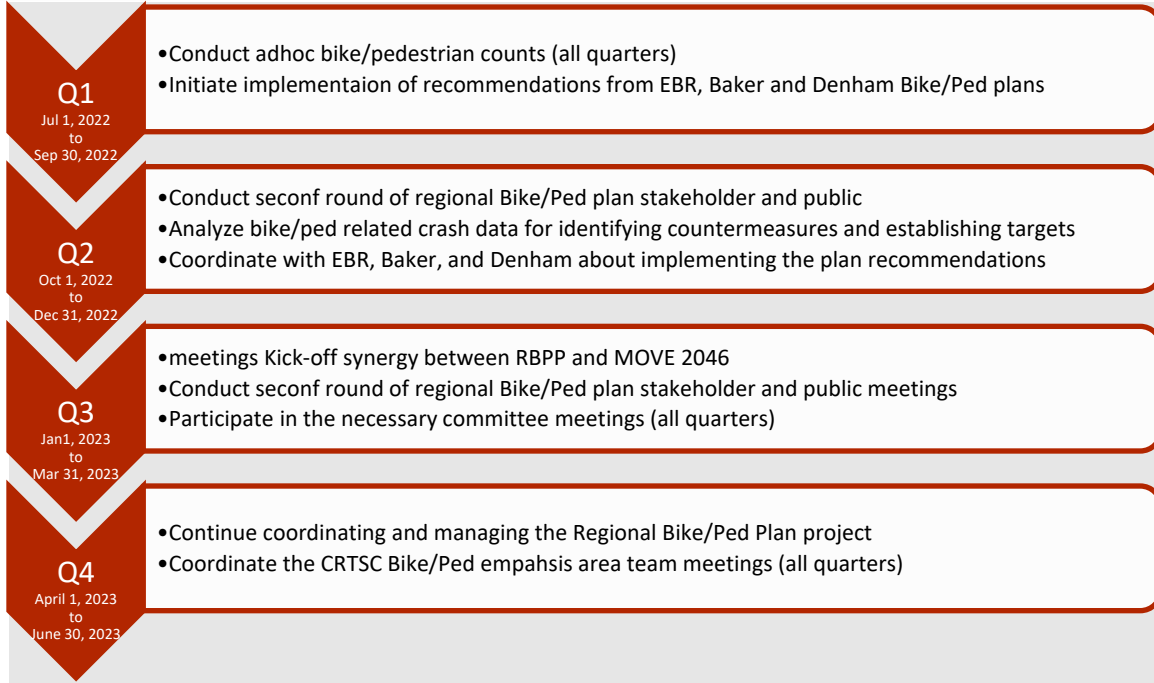 Q1
Jul 1, 2022
to
Sep 30, 2022
•Conduct adhoc bike/pedestrian counts (all quarters)
•Initiate implementaion of recommendations from EBR, Baker and Denham Bike/Ped plans
Q2
Oct 1, 2022
to
Dec 31, 2022
•Conduct seconf round of regional Bike/Ped plan stakeholder and public
•Analyze bike/ped related crash data for identifying countermeasures and establishing targets
•Coordinate with EBR, Baker, and Denham about implementing the plan recommendations
Q3
Jan1, 2023
to
Mar 31, 2023
•meetings Kick-off synergy between RBPP and MOVE 2046
•Conduct seconf round of regional Bike/Ped plan stakeholder and public meetings
•Participate in the necessary committee meetings (all quarters)
Q4
April 1, 2023
to
June 30, 2023
•Continue coordinating and managing the Regional Bike/Ped Plan project
•Coordinate the CRTSC Bike/Ped empahsis area team meetings (all quarters)